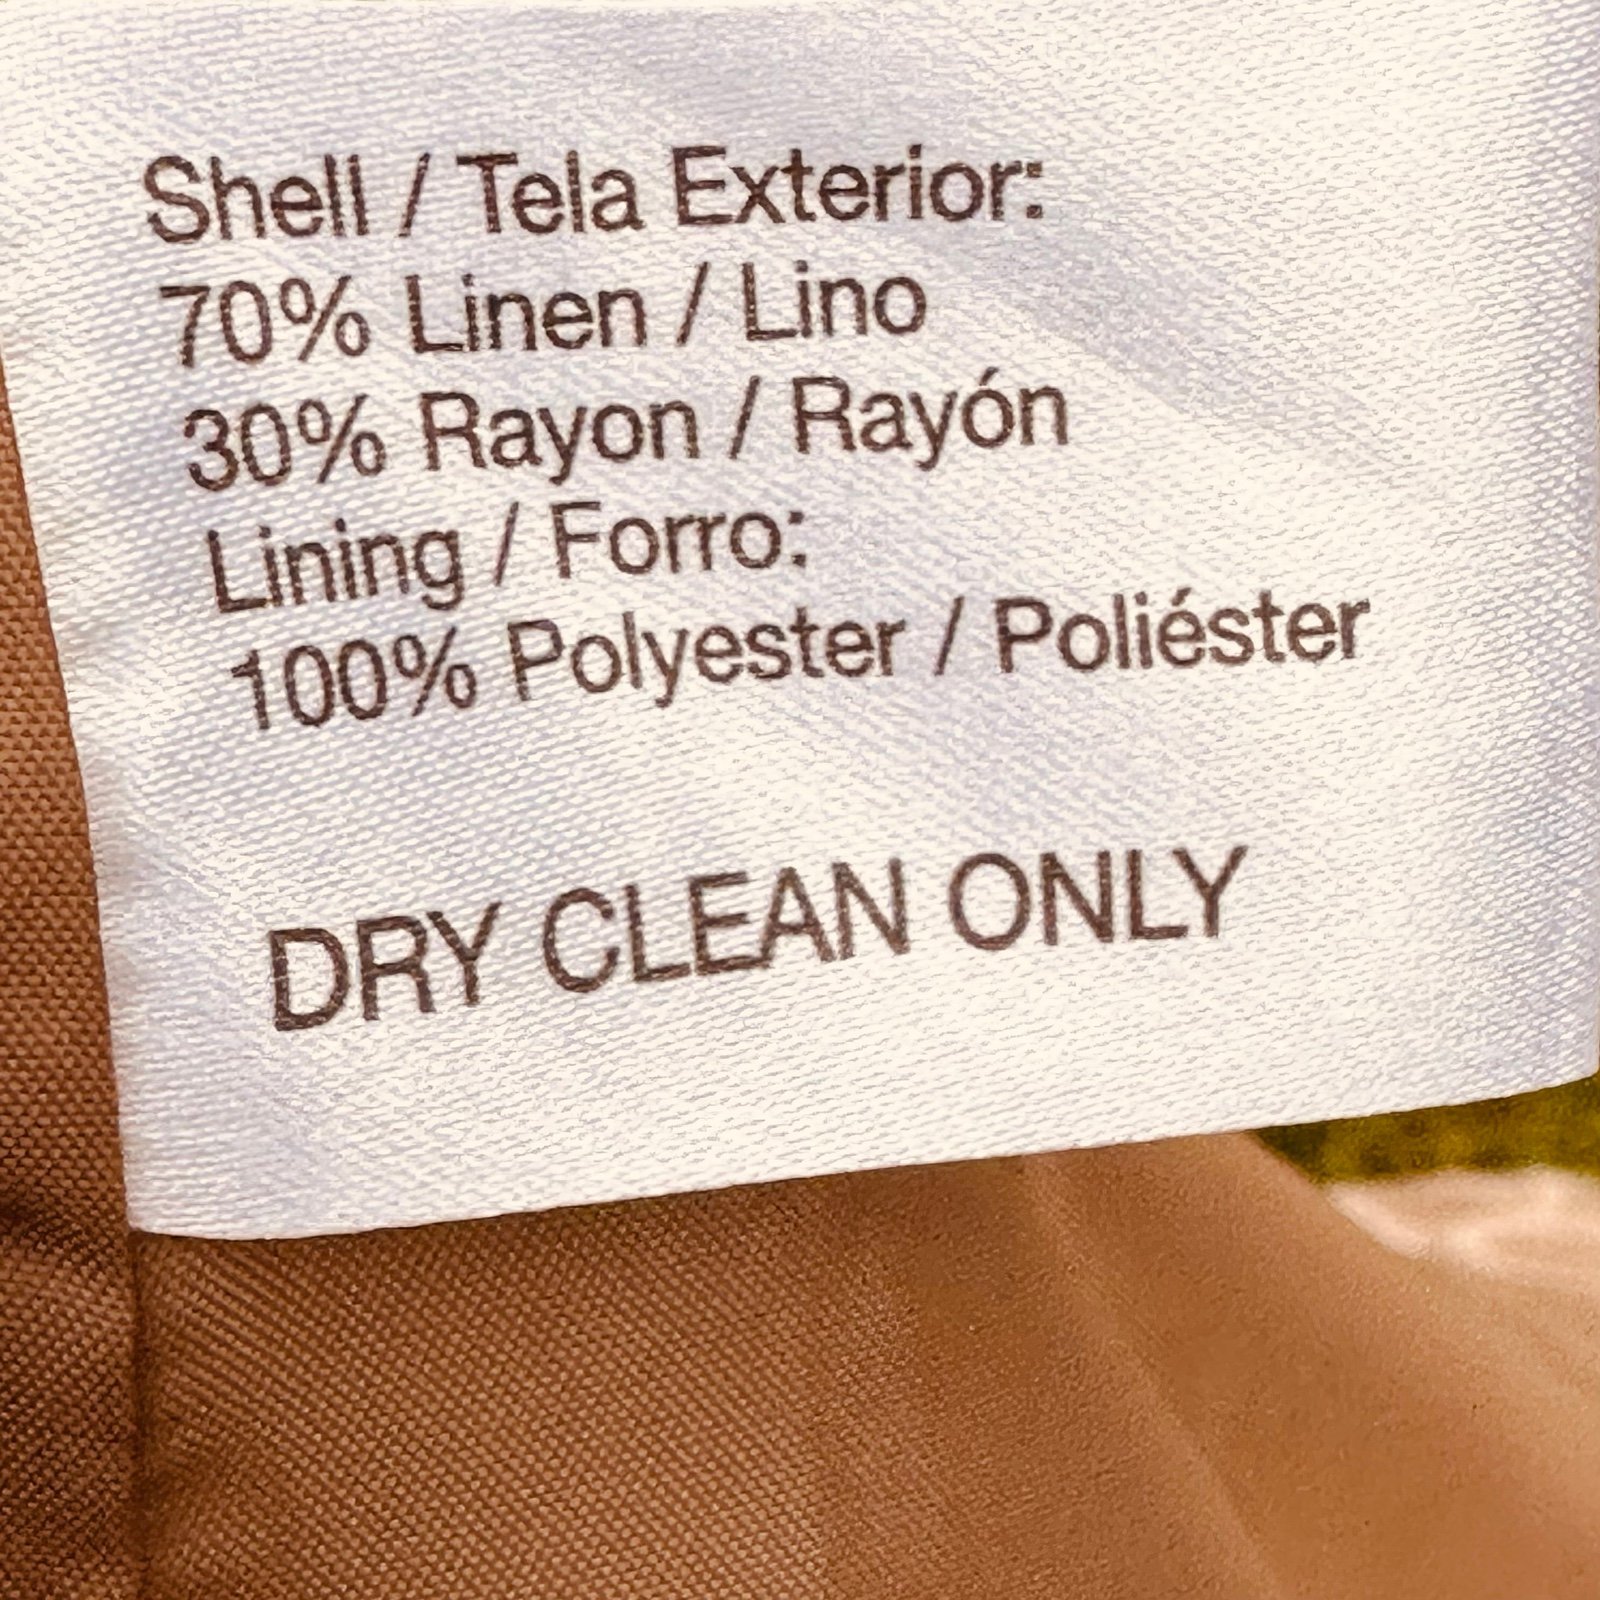 Shell / Tela Exterior:
70% Linen / Lino
30% Rayon / Rayón
Lining / Forro:
100% Polyester / Poliéster
DRY CLEAN ONLY